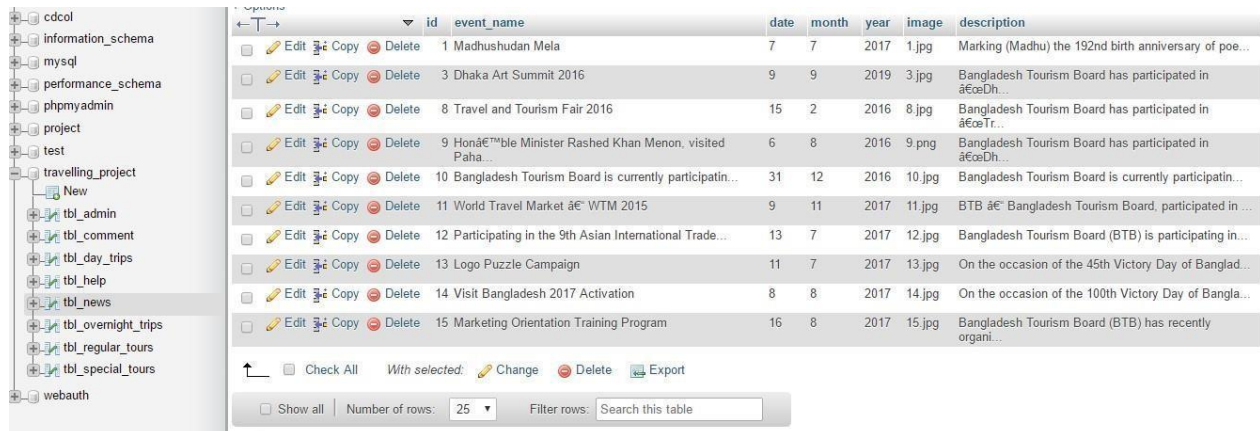 cdcol
information_schema
mysql
performance_schema
phpmyadmin
project
test
travelling_project
New
tbl_admin
tbl_comment
tbl_day_trips
tbl_help
tbl_news
tbl_overnight_trips
tbl_regular_tours
tbl_special_tours
webauth
+ Options
←T→ id event_name date month year image description
Edit Copy Delete 1 Madhushudan Mela 7 7 2017 1.jpg Marking (Madhu) the 192nd birth anniversary of poe...
Edit Copy Delete 3 Dhaka Art Summit 2016 9 9 2019 3.jpg Bangladesh Tourism Board has participated in
â€œDh...
Edit Copy Delete 8 Travel and Tourism Fair 2016 15 2 2016 8.jpg Bangladesh Tourism Board has participated in
â€œTr...
Edit Copy Delete 9 Honâ€™ble Minister Rashed Khan Menon, visited 6 8 2016 9.png Bangladesh Tourism Board has participated in
Paha... â€œDh...
Edit Copy Delete 10 Bangladesh Tourism Board is currently participatin... 31 12 2016 10.jpg Bangladesh Tourism Board is currently participatin...
Edit Copy Delete 11 World Travel Market â€“ WTM 2015 9 11 2017 11.jpg BTB â€“ Bangladesh Tourism Board, participated in ...
Edit Copy Delete 12 Participating in the 9th Asian International Trade... 13 7 2017 12.jpg Bangladesh Tourism Board (BTB) is participating in...
Edit Copy Delete 13 Logo Puzzle Campaign 11 7 2017 13.jpg On the occasion of the 45th Victory Day of Banglad...
Edit Copy Delete 14 Visit Bangladesh 2017 Activation 8 8 2017 14.jpg On the occasion of the 100th Victory Day of Bangla...
Edit Copy Delete 15 Marketing Orientation Training Program 16 8 2017 15.jpg Bangladesh Tourism Board (BTB) has recently
organi...
Check All With selected: Change Delete Export
Show all Number of rows: 25 Filter rows: Search this table